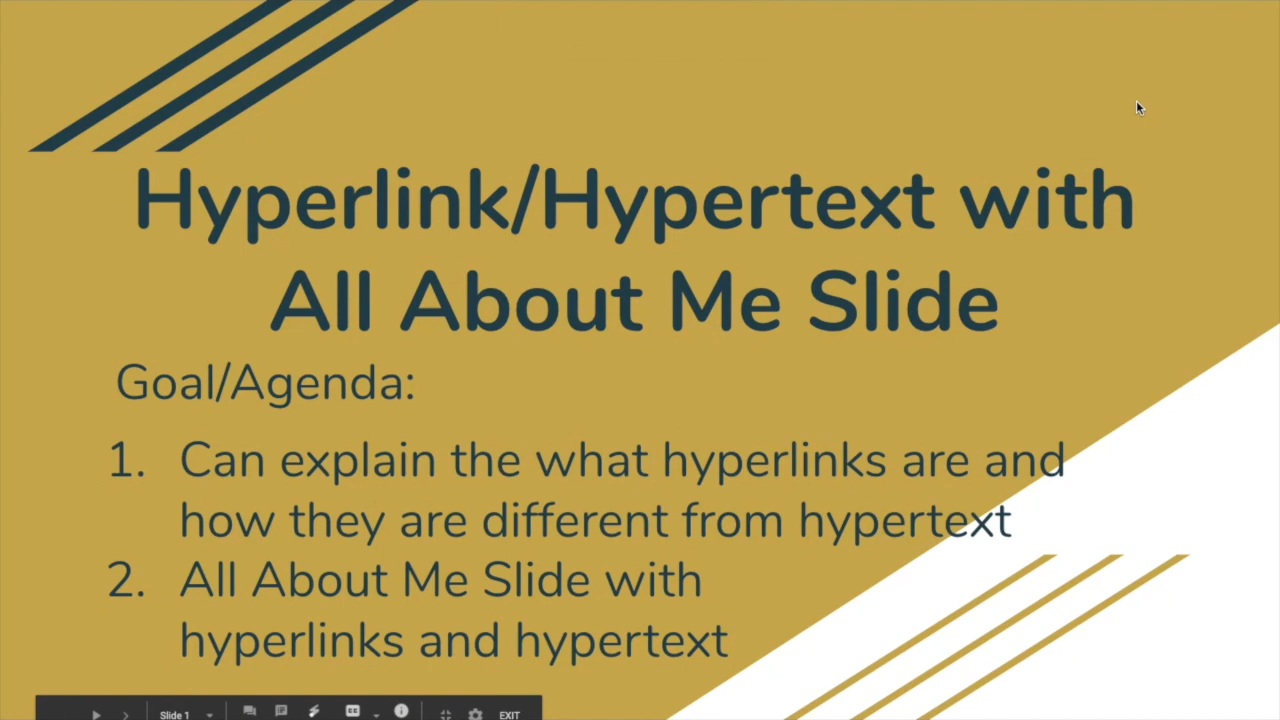 Hyperlink/Hypertext with
All About Me Slide
Goal/Agenda:
1. Can explain the what hyperlinks are and
how they are different from hypertext
2. All About Me Slide with
hyperlinks and hypertext
Slide 1 CC EXIT